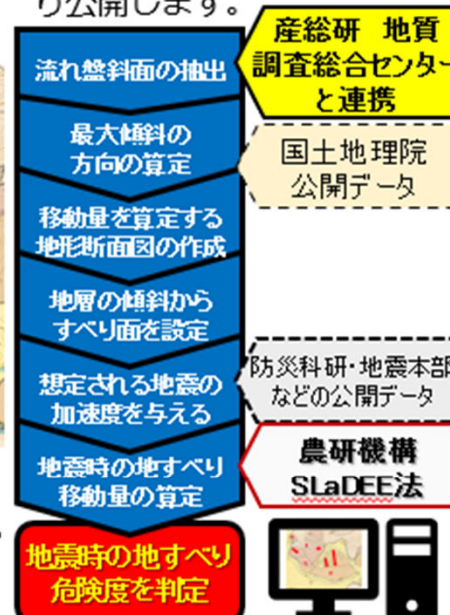 り公開します。
産総研 地質
調査総合センター
と連携
流れ盤斜面の抽出
最大傾斜の
方向の算定
国土地理院
公開データ
移動量を算定する
地形断面図の作成
地層の傾斜から
すべり面を設定
想定される地震の
加速度を与える
防災科研・地震本部
などの公開データ
地震時の地すべり
移動量の算定
農研機構
SLaDEE法
地震時の地すべり
危険度を判定